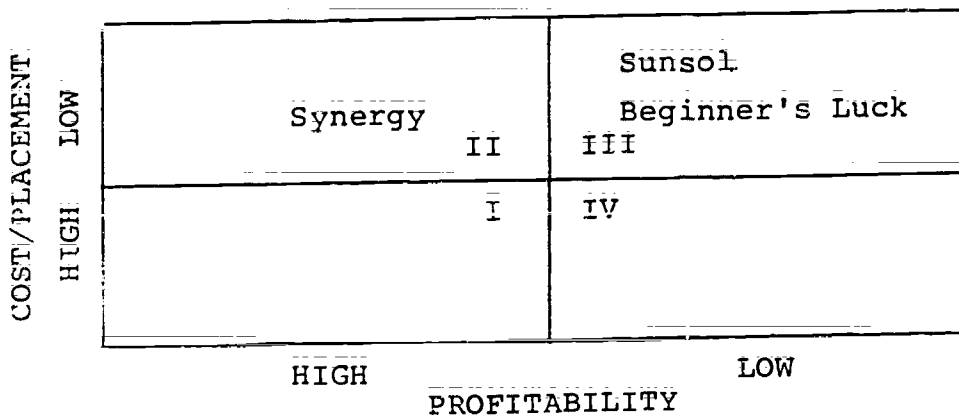 COST/PLACEMENT
LOW
HIGH
Synergy
II
Sunsol
Beginner's Luck
III
I
IV
HIGH
LOW
PROFITABILITY